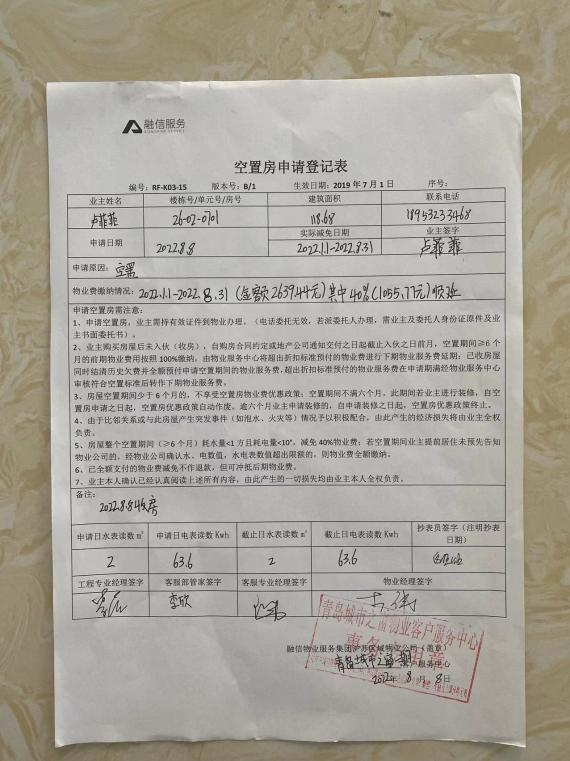 融信服务
空置房申请登记表
编号：RF-K03-15 版本号：B/1 生效日期：2019年7月1日 序号：
业主姓名 楼栋号/单元号/房号 建筑面积 联系电话
卢菲菲 26-02-0701 118.68 18953233468
申请日期 2022.8.8 实际减免日期 业主签字
2022.1.1-2022.8.31 卢菲菲
申请原因：空置
物业费缴纳情况：2022.1.1-2022.8.31（金额2639.44元）其中40%（1055.77元）顺延
申请空置房需注意：
1、申请空置房，业主需持有效证件到物业办理。（电话委托无效，若派委托人办理，需业主及委托人身份证原件及业
主书面委托书）。
2、业主购买房屋后未入伙（收房），自购房合同约定或地产公司通知交付之日起截止入伙之日前月，空置期间≥6个
月的前期物业费用按照100%缴纳，由物业服务中心将超出折扣标准预付的物业费进行下期物业服务费延期；已收房屋
同时结清历史欠费并全额预付申请空置期间的物业服务费，超出折扣标准预付的物业服务费在申请期满经物业服务中心
审核符合空置标准后转作下期物业服务费。
3、房屋空置期间少于6个月的，不享受空置房物业费优惠政策；空置期间不满六个月，此期间若业主进行装修，自空
置房申请之日起，空置房优惠政策自动作废。逾六个月业主申请装修的，自申请装修之日起，空置房优惠政策终止。
4、由于比邻关系或与此房屋产生突发事件（如泡水、火灾等）情况予以积极配合，由此产生的经济损失将由业主全权
负责。
5、房屋整个空置期间（≥6个月）耗水量<1方且耗电量<10°，减免40%物业费；若空置期间业主提前居住未预先告知
物业公司的，经物业公司确认水、电数值，水电表数值超出限额的，则物业费全额缴纳。
6、已全额支付的物业费减免不作退款，但可冲抵后期物业费。
7、业主本人确认已经认真阅读上述所有内容，由此产生的一切损失均由业主本人全权负责。
备注：
2022.8.8收房
申请日水表读数m³ 申请日电表读数Kwh 截止日水表读数m³ 截止日电表读数Kwh 抄表员签字（注明抄表
日期）
2 63.6 2 63.6
工程专业经理签字 客服部管家签字 客服专业经理签字 物业经理签字
李欣
青岛城市之窗物业客户服务中心
业务专用章
融信物业服务集团沪苏区域物业公司（盖章）
青岛城市之窗一期客户服务中心
2022年8月8日